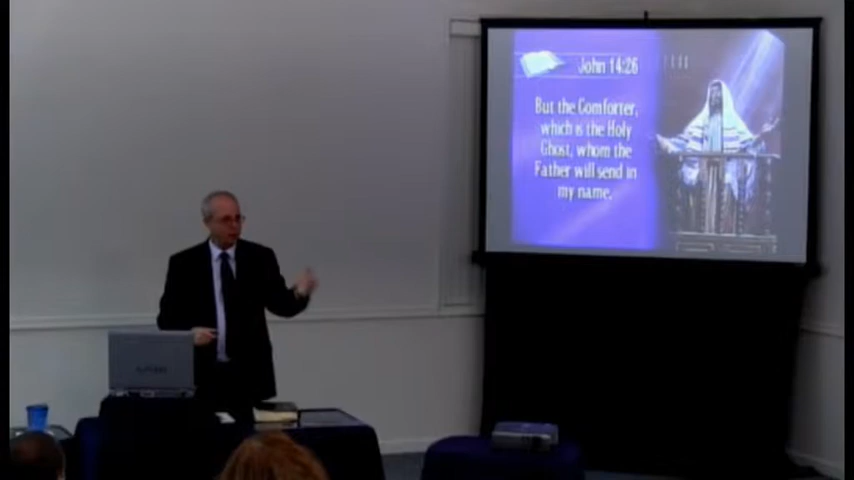 John 14:26
But the Comforter,
which is the Holy
Ghost, whom the
Father will send in
my name.